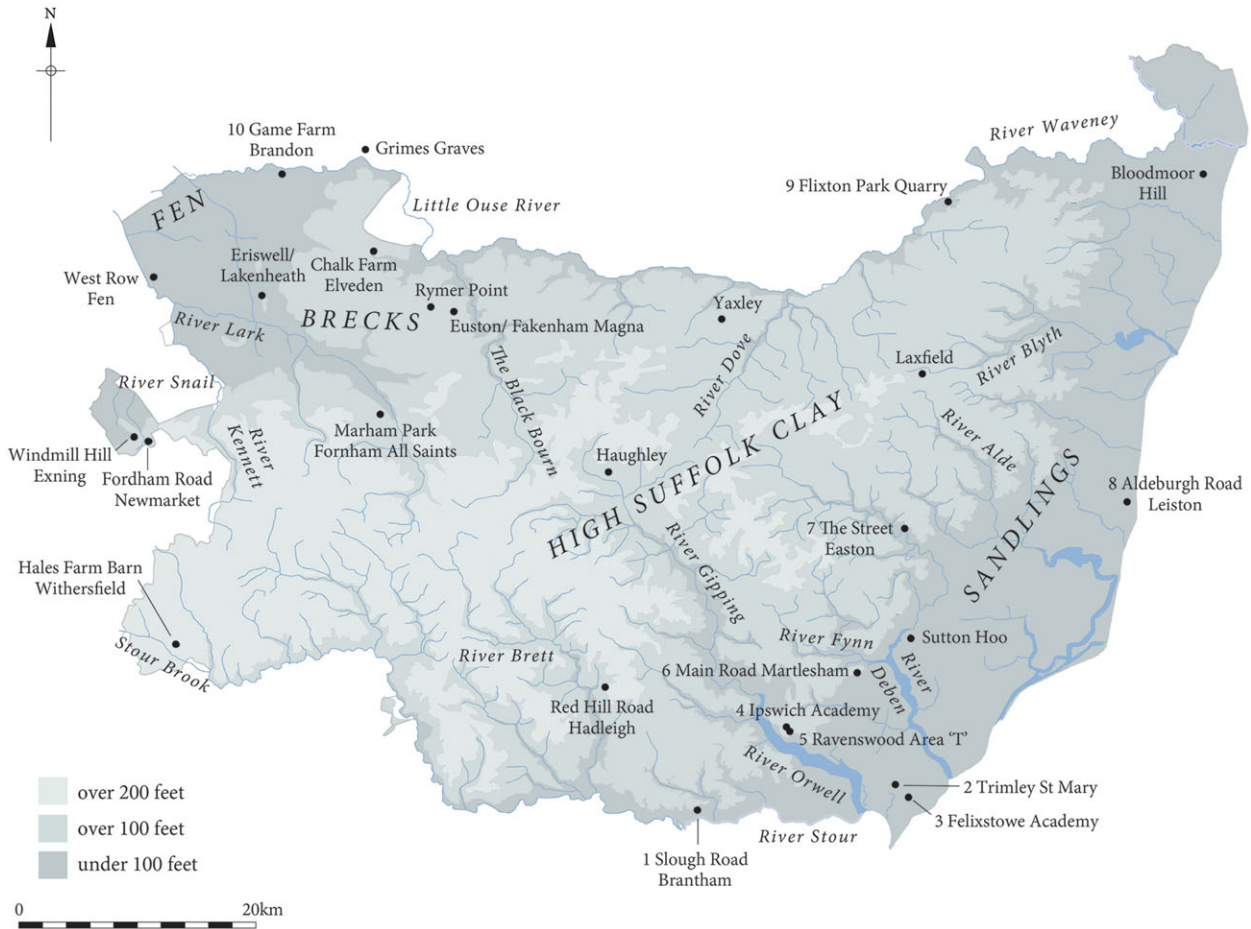 N
10 Game Farm
Brandon
Grimes Graves
River Waveney
9 Flixton Park Quarry
Bloodmoor
Hill
FEN
Little Ouse River
Eriswell/
Lakenheath
Chalk Farm
Elveden
West Row
Fen
Rymer Point
Euston/ Fakenham Magna
Yaxley
River Lark
BRECKS
The Black Bourn
River Dove
Laxfield
River Blyth
River Snail
River Kennett
Marham Park
Fornham All Saints
Windmill Hill
Exning
Fordham Road
Newmarket
Haughley
HIGH SUFFOLK CLAY
River Alde
SANDLINGS
8 Aldeburgh Road
Leiston
7 The Street
Easton
River Gipping
Hales Farm Barn
Withersfield
Stour Brook
River Brett
River Fynn
Sutton Hoo
River Deben
6 Main Road Martlesham
Red Hill Road
Hadleigh
4 Ipswich Academy
5 Ravenswood Area ‘T’
River Orwell
2 Trimley St Mary
3 Felixstowe Academy
River Stour
1 Slough Road
Brantham
over 200 feet
over 100 feet
under 100 feet
0 20km